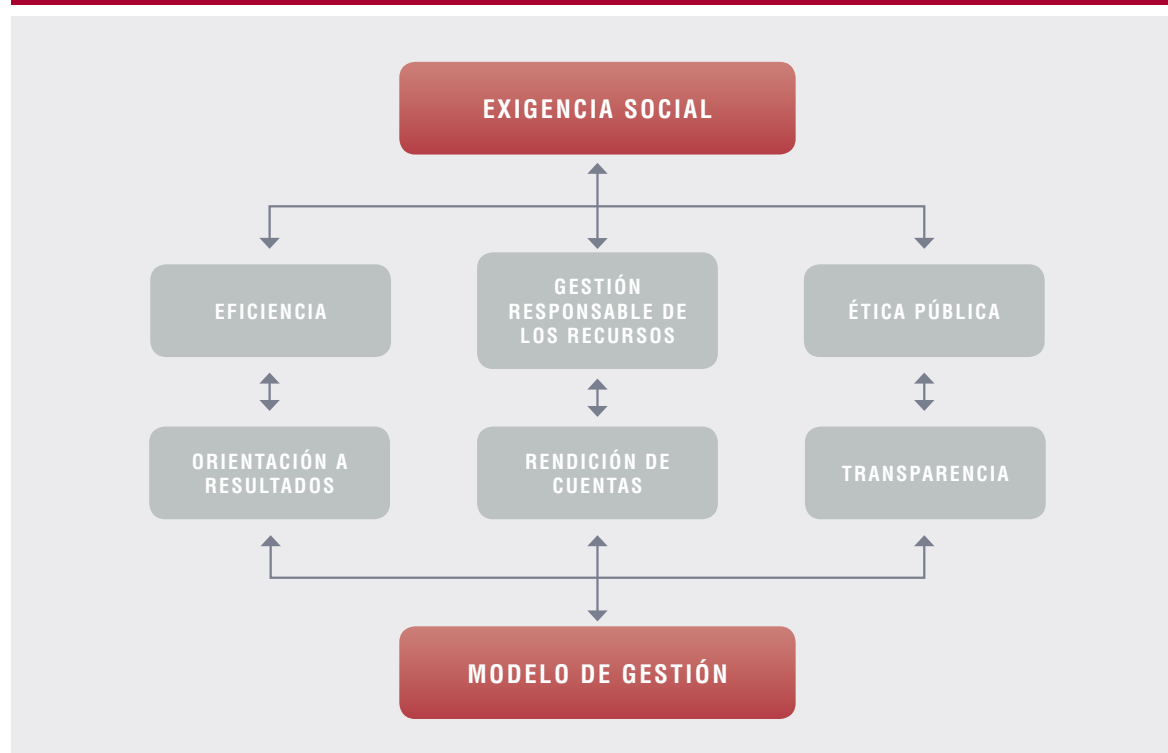 EXIGENCIA SOCIAL
EFICIENCIA
GESTIÓN
RESPONSABLE DE
LOS RECURSOS
ÉTICA PÚBLICA
ORIENTACIÓN A
RESULTADOS
RENDICIÓN DE
CUENTAS
TRANSPARENCIA
MODELO DE GESTIÓN